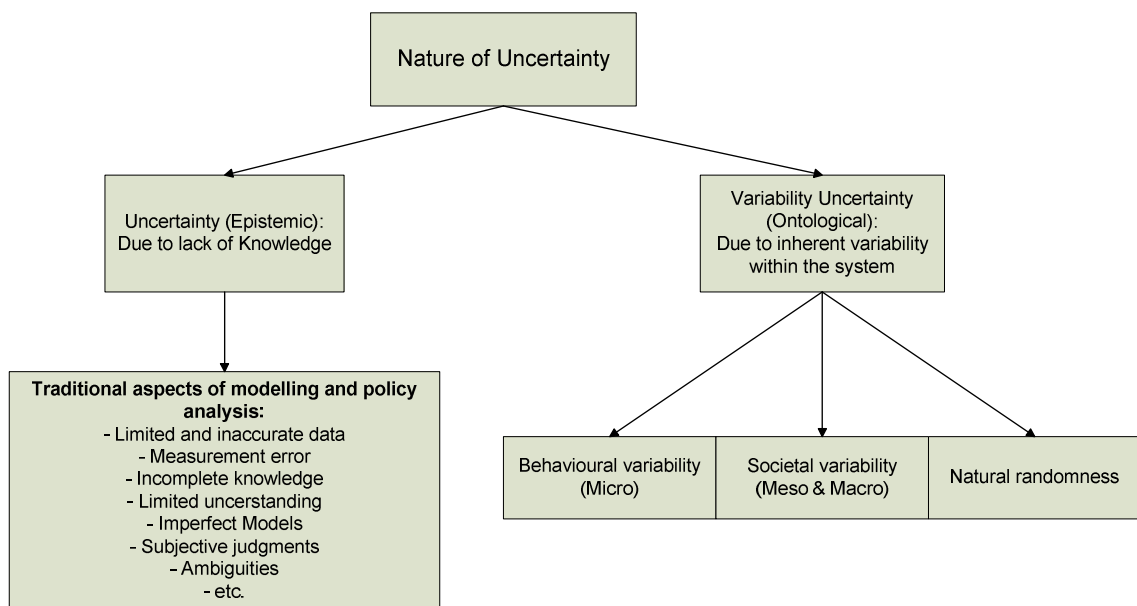 Nature of Uncertainty
Uncertainty (Epistemic):
Due to lack of Knowledge
Variability Uncertainty
(Ontological):
Due to inherent variability
within the system
Traditional aspects of modelling and policy
analysis:
- Limited and inaccurate data
- Measurement error
- Incomplete knowledge
- Limited uncerstanding
- Imperfect Models
- Subjective judgments
- Ambiguities
- etc.
Behavioural variability
(Micro)
Societal variability
(Meso & Macro)
Natural randomness